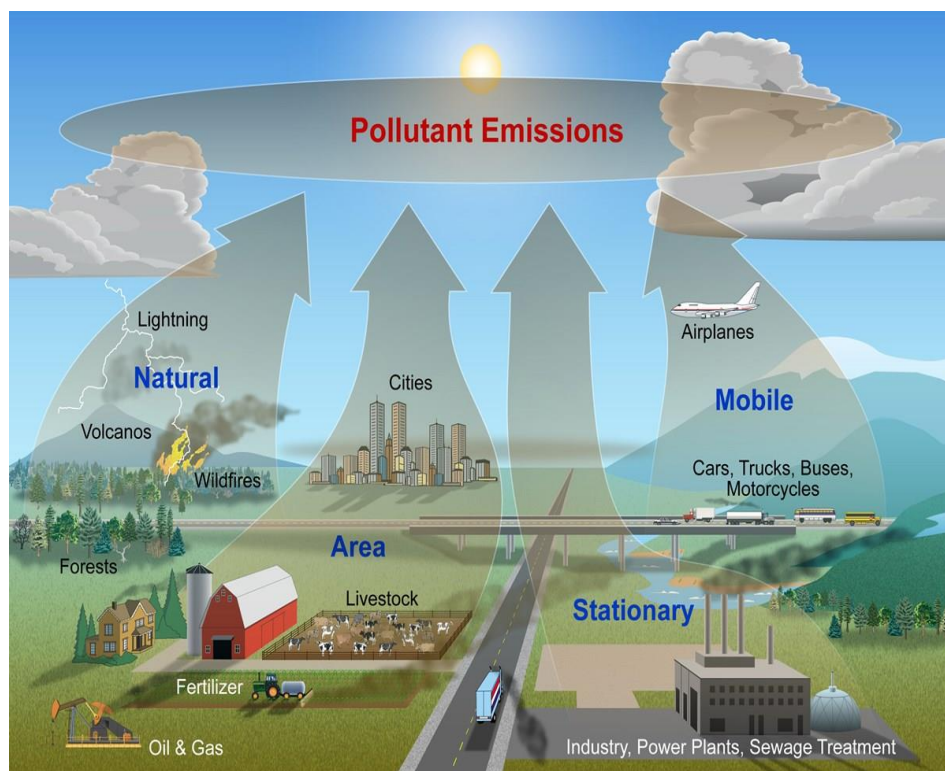 Pollutant Emissions
Lightning
Natural
Volcanos
Wildfires
Forests
Cities
Area
Livestock
Fertilizer
Oil & Gas
Airplanes
Mobile
Cars, Trucks, Buses,
Motorcycles
Stationary
Industry, Power Plants, Sewage Treatment